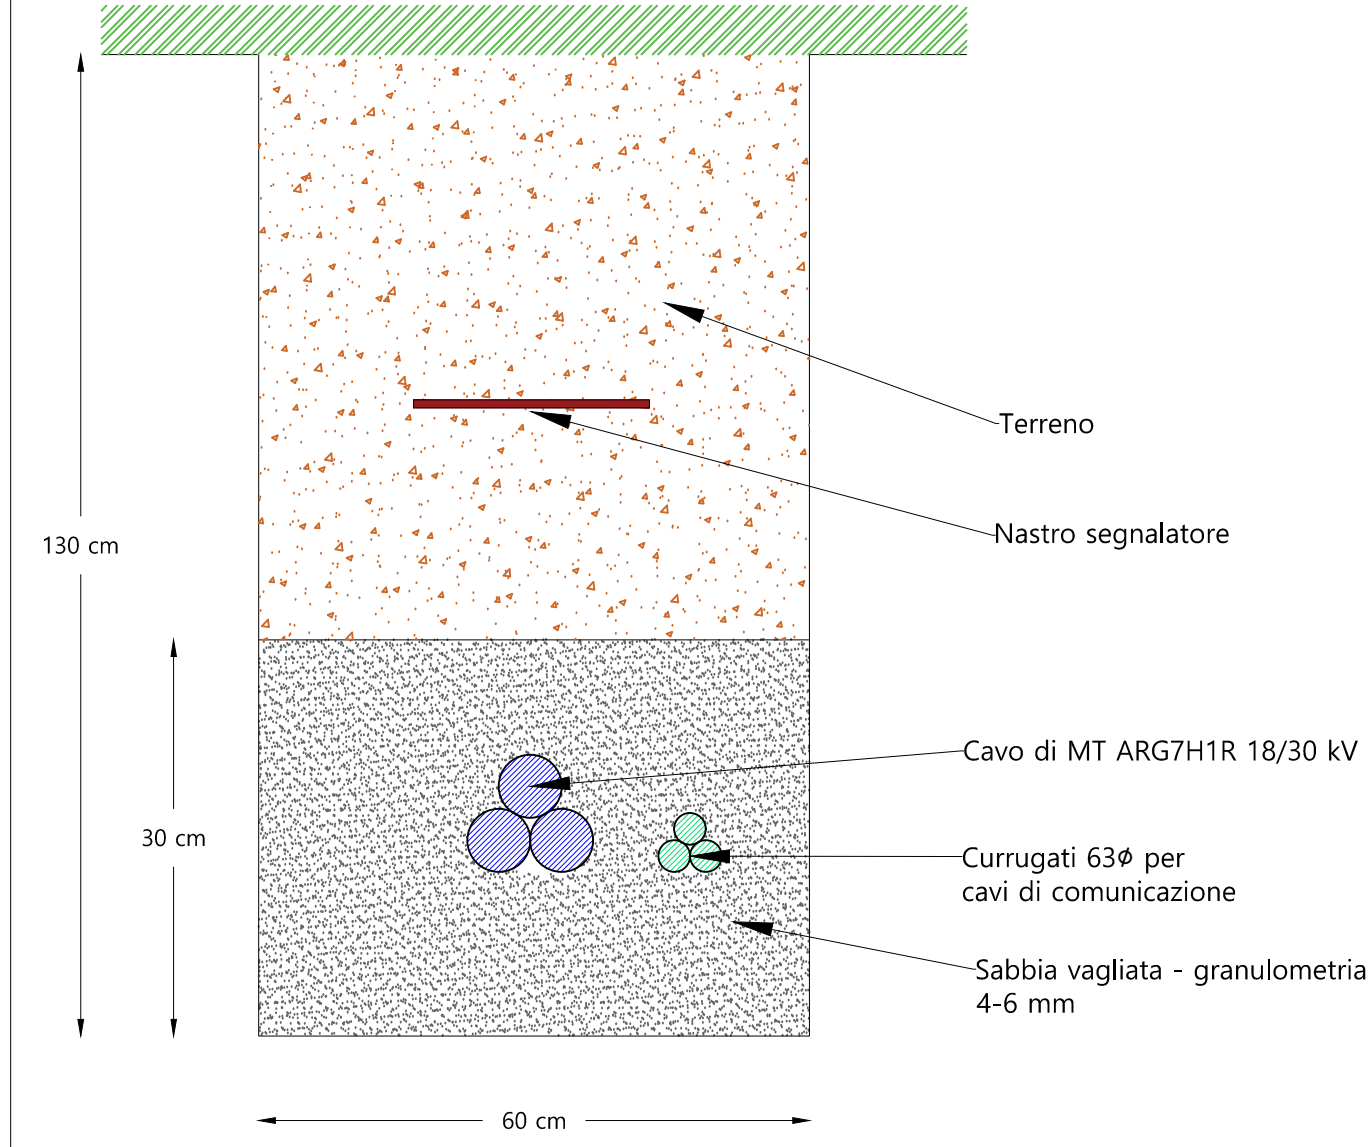 Terreno
Nastro segnalatore
130 cm
Cavo di MT ARG7H1R 18/30 kV
30 cm
Currugati 63Ø per
cavi di comunicazione
Sabbia vagliata - granulometria
4-6 mm
60 cm